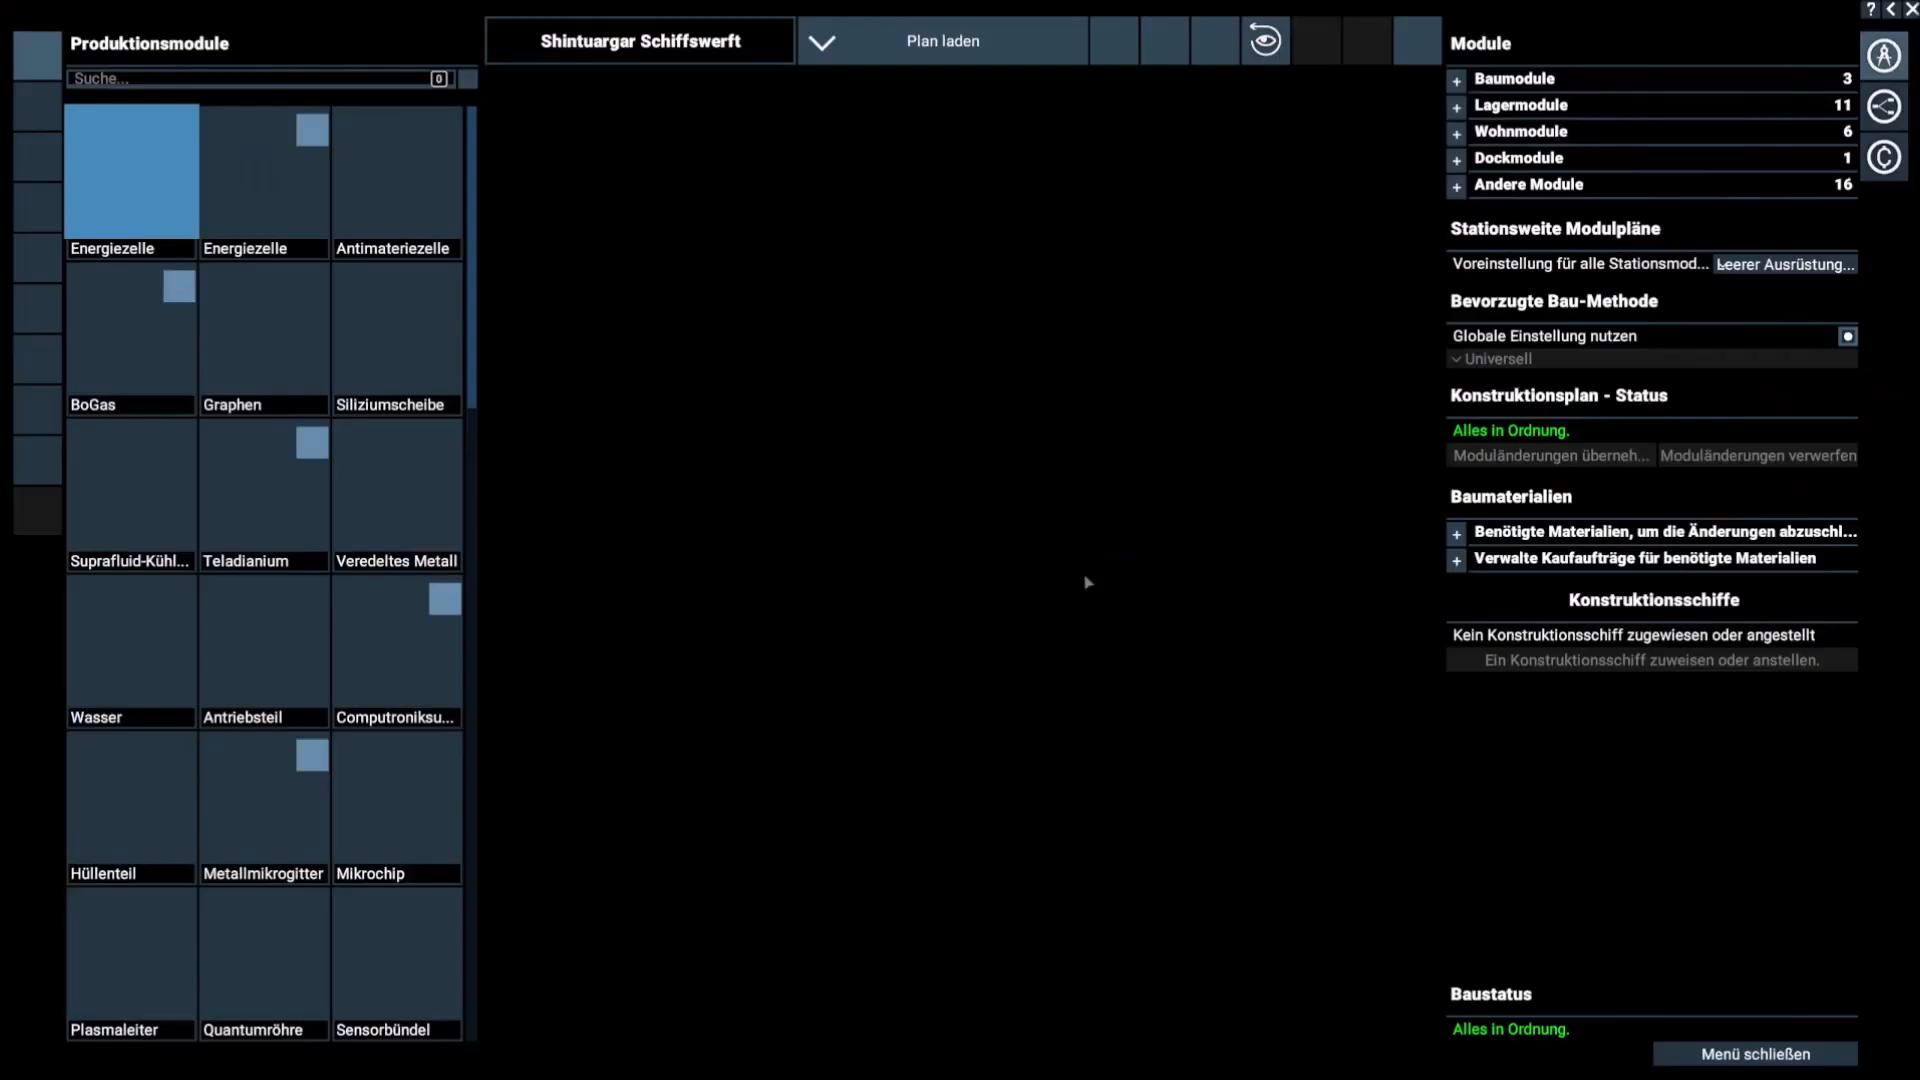 Produktionsmodule
Suche...
0
Energiezelle
Energiezelle
Antimateriezelle
BoGas
Graphen
Siliziumscheibe
Suprafluid-Kühl...
Teladianium
Veredeltes Metall
Wasser
Antriebsteil
Computroniksu...
Hüllenteil
Metallmikrogitter
Mikrochip
Plasmaleiter
Quantumröhre
Sensorbündel
Shintuargar Schiffswerft
Plan laden
?
Module
+ Baumodule 3
+ Lagermodule 11
+ Wohnmodule 6
+ Dockmodule 1
+ Andere Module 16
Stationsweite Modulpläne
Voreinstellung für alle Stationsmod... Leerer Ausrüstung...
Bevorzugte Bau-Methode
Globale Einstellung nutzen
Universell
Konstruktionsplan - Status
Alles in Ordnung.
Moduländerungen überneh... Moduländerungen verwerfen
Baumaterialien
+ Benötigte Materialien, um die Änderungen abzuschl...
+ Verwalte Kaufaufträge für benötigte Materialien
Konstruktionsschiffe
Kein Konstruktionsschiff zugewiesen oder angestellt
Ein Konstruktionsschiff zuweisen oder anstellen.
Baustatus
Alles in Ordnung.
Menü schließen